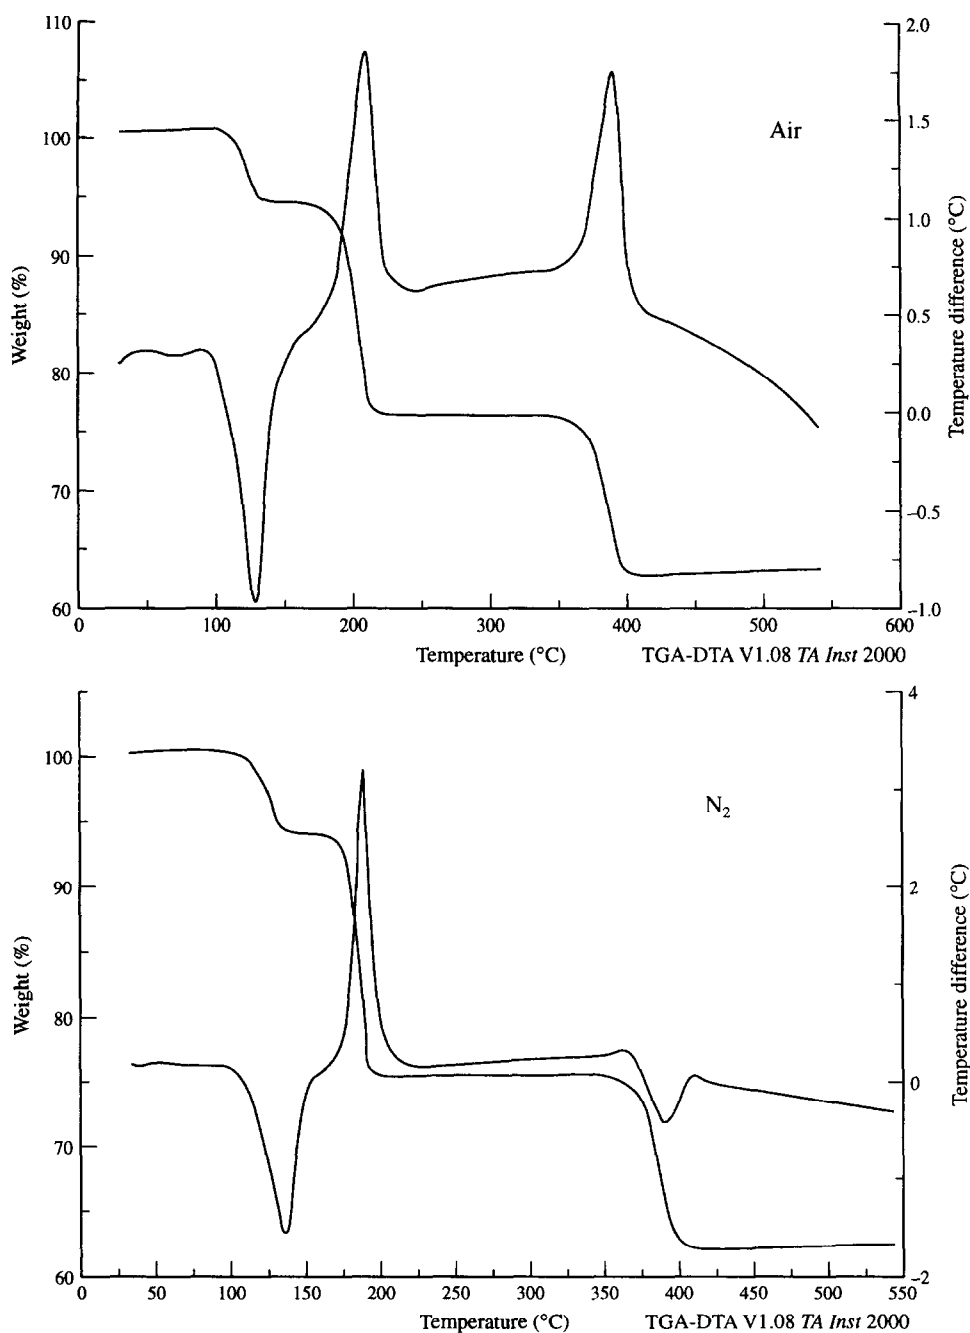 110
100
90
80
70
60
Weight (%)
2.0
1.5
1.0
0.5
0.0
−0.5
−1.0
Temperature difference (°C)
Air
0 100 200 300 400 500 600
Temperature (°C)
TGA-DTA V1.08 TA Inst 2000
100
90
80
70
60
Weight (%)
4
2
0
−2
Temperature difference (°C)
N₂
0 50 100 150 200 250 300 350 400 450 500 550
Temperature (°C)
TGA-DTA V1.08 TA Inst 2000